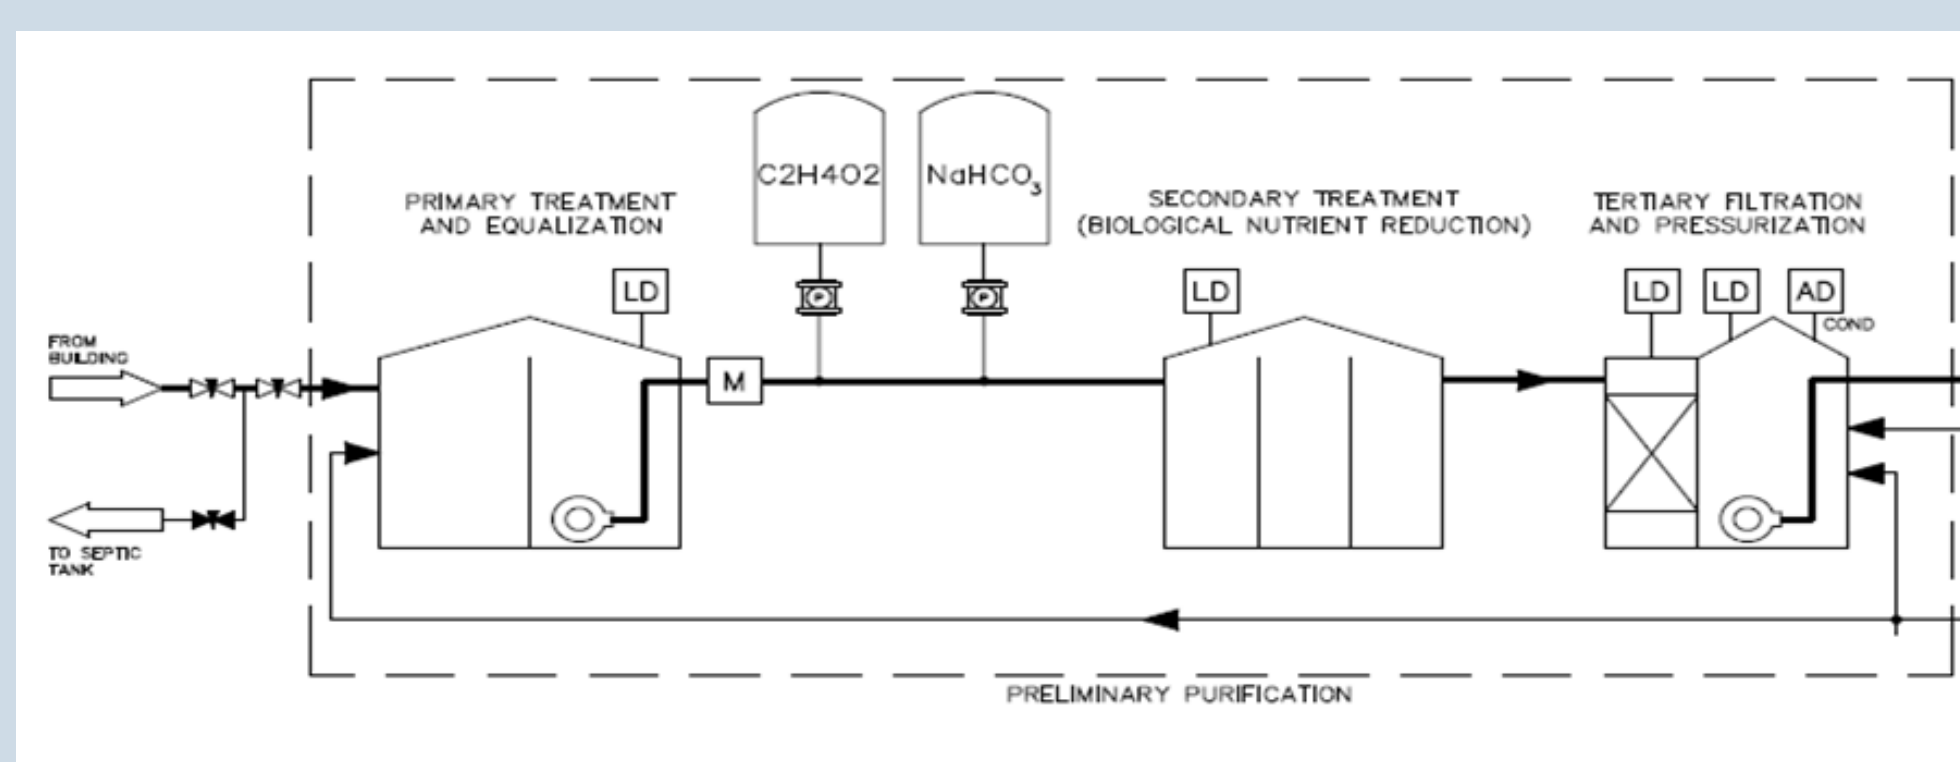 C2H4O2
NaHCO₃
PRIMARY TREATMENT
AND EQUALIZATION
SECONDARY TREATMENT
(BIOLOGICAL NUTRIENT REDUCTION)
TERTIARY FILTRATION
AND PRESSURIZATION
LD
P
P
LD
LD
LD
AD
COND
FROM
BUILDING
M
TO SEPTIC
TANK
PRELIMINARY PURIFICATION